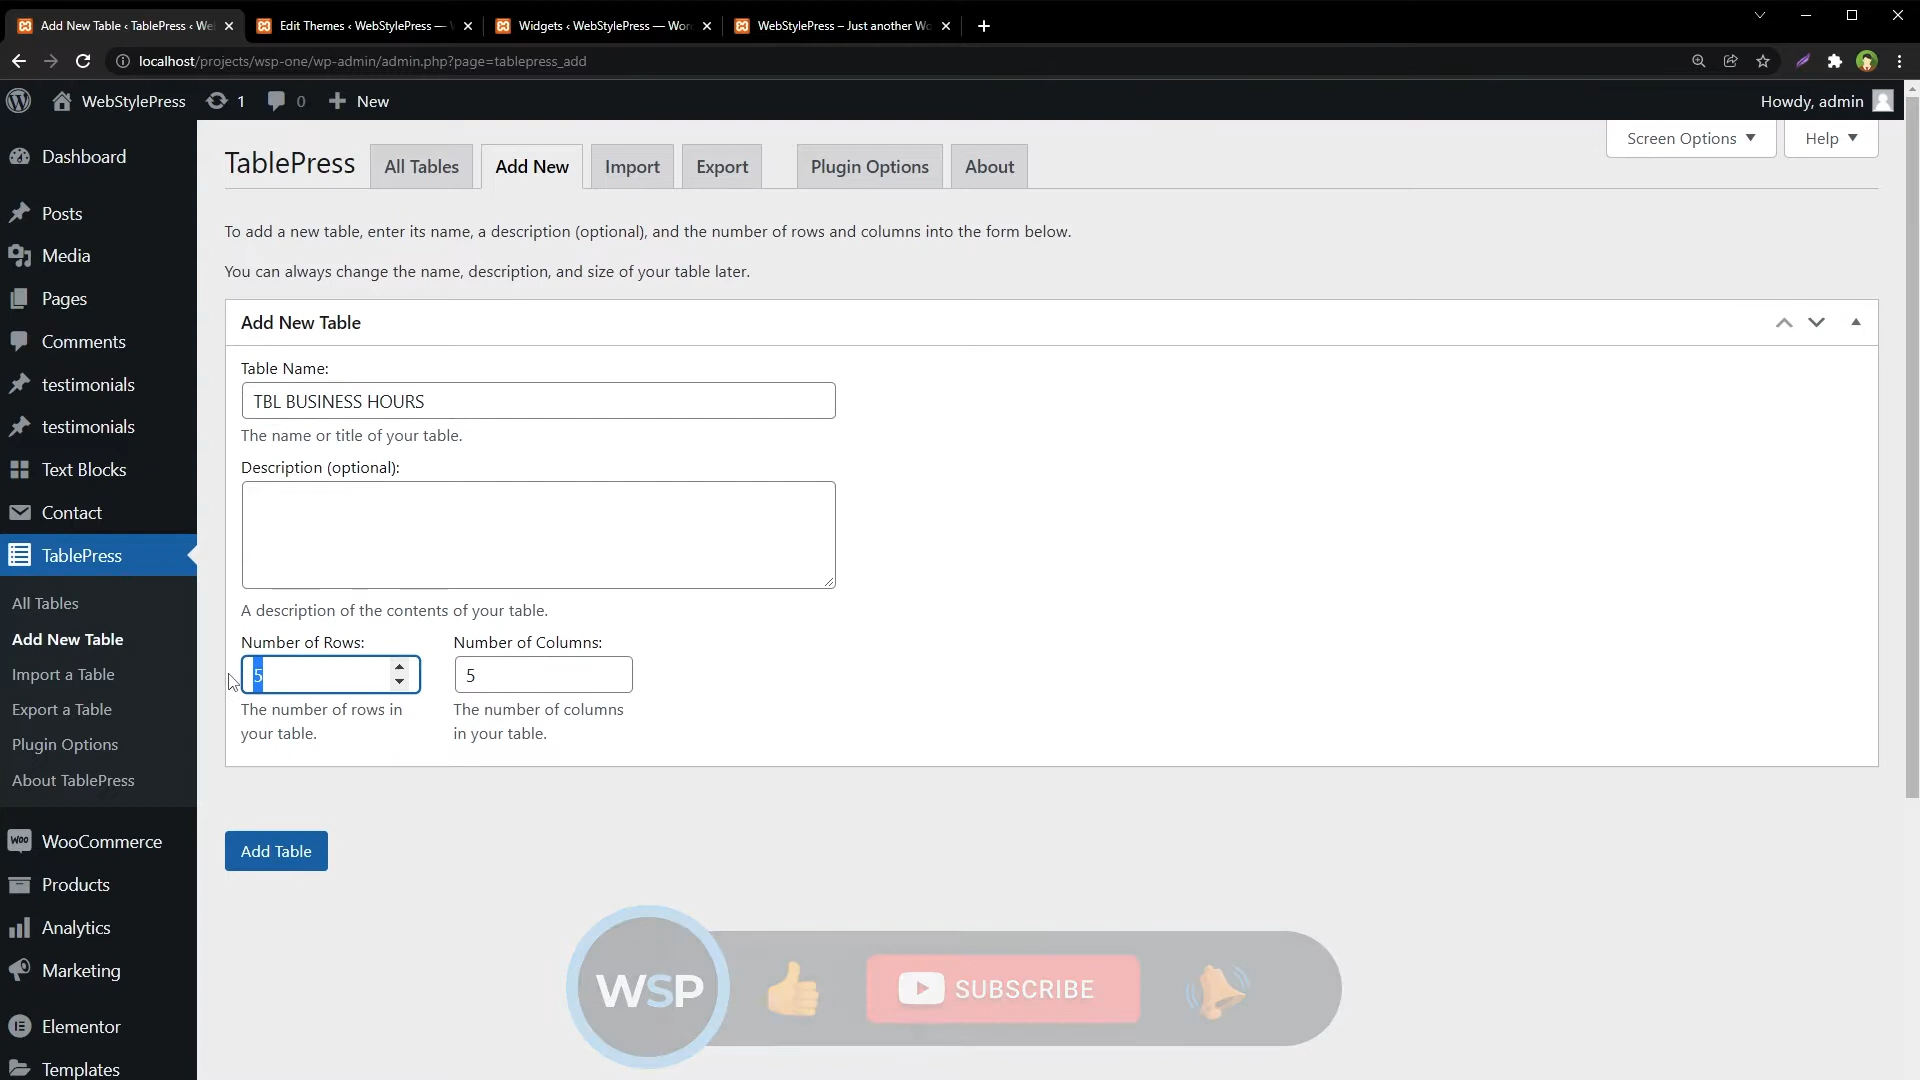 Add New Table ‹ TablePress ‹ We
Edit Themes ‹ WebStylePress —
Widgets ‹ WebStylePress — Wor
WebStylePress – Just another Wo
localhost/projects/wsp-one/wp-admin/admin.php?page=tablepress_add
WebStylePress
1
0
New
Howdy, admin
Screen Options
Help
TablePress
All Tables
Add New
Import
Export
Plugin Options
About
To add a new table, enter its name, a description (optional), and the number of rows and columns into the form below.
You can always change the name, description, and size of your table later.
Add New Table
Table Name:
TBL BUSINESS HOURS
The name or title of your table.
Description (optional):
A description of the contents of your table.
Number of Rows:
Number of Columns:
5
5
The number of rows in
your table.
The number of columns
in your table.
Add Table
Dashboard
Posts
Media
Pages
Comments
testimonials
testimonials
Text Blocks
Contact
TablePress
All Tables
Add New Table
Import a Table
Export a Table
Plugin Options
About TablePress
Woo
WooCommerce
Products
Analytics
Marketing
Elementor
Templates
WSP
SUBSCRIBE